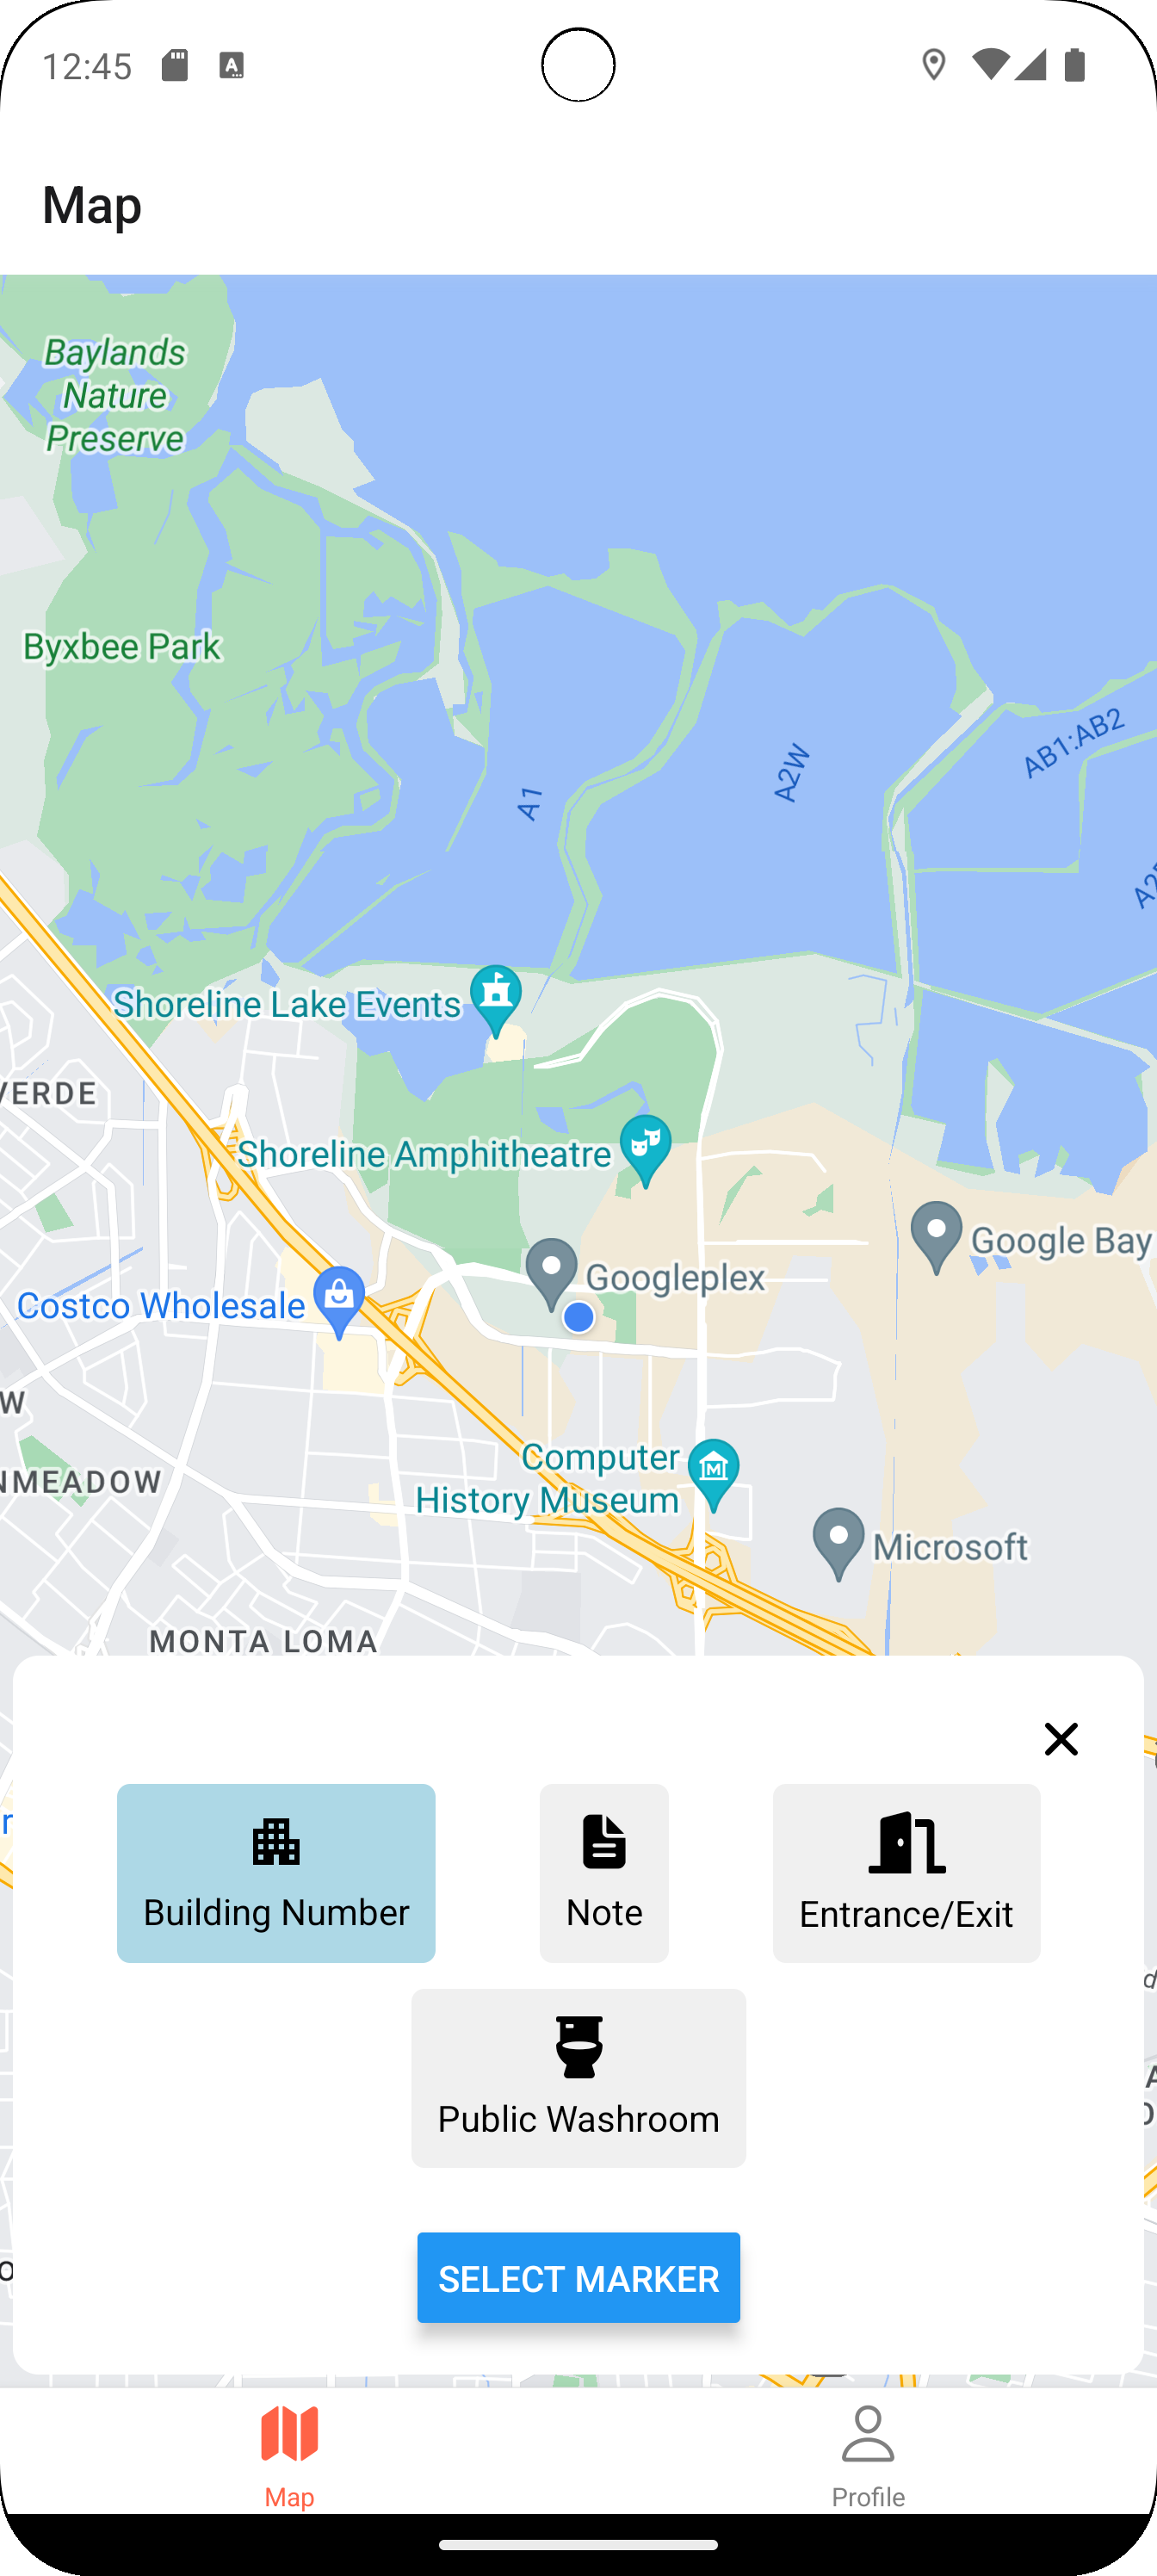 12:45
Map
Baylands
Nature
Preserve
Byxbee Park
AB1:AB2
A2W
A1
Shoreline Lake Events
VERDE
Shoreline Amphitheatre
Google Bay
Googleplex
Costco Wholesale
W
NMEADOW
Computer
History Museum
Microsoft
MONTA LOMA
Building Number
Note
Entrance/Exit
Public Washroom
SELECT MARKER
Map
Profile